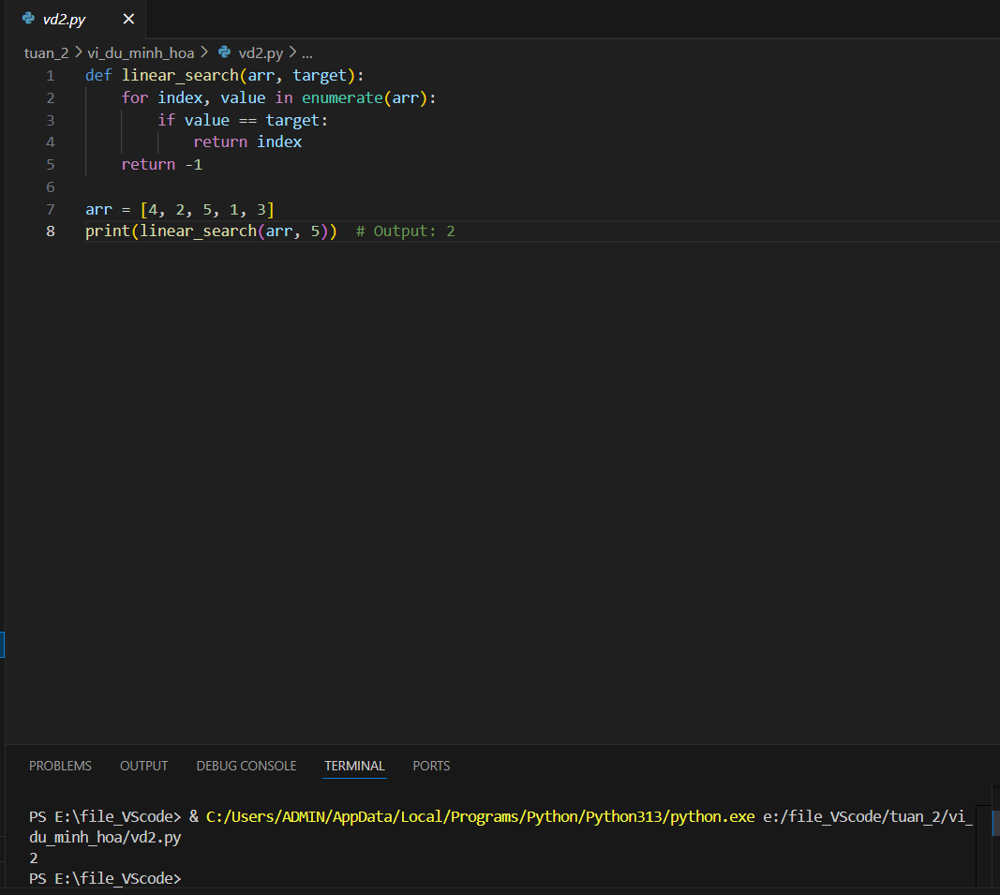 vd2.py
tuan_2 > vi_du_minh_hoa > vd2.py > ...
1 def linear_search(arr, target):
2     for index, value in enumerate(arr):
3         if value == target:
4             return index
5     return -1
6
7 arr = [4, 2, 5, 1, 3]
8 print(linear_search(arr, 5))  # Output: 2
PROBLEMS OUTPUT DEBUG CONSOLE TERMINAL PORTS
PS E:\file_VScode> & C:/Users/ADMIN/AppData/Local/Programs/Python/Python313/python.exe e:/file_VScode/tuan_2/vi_
du_minh_hoa/vd2.py
2
PS E:\file_VScode>